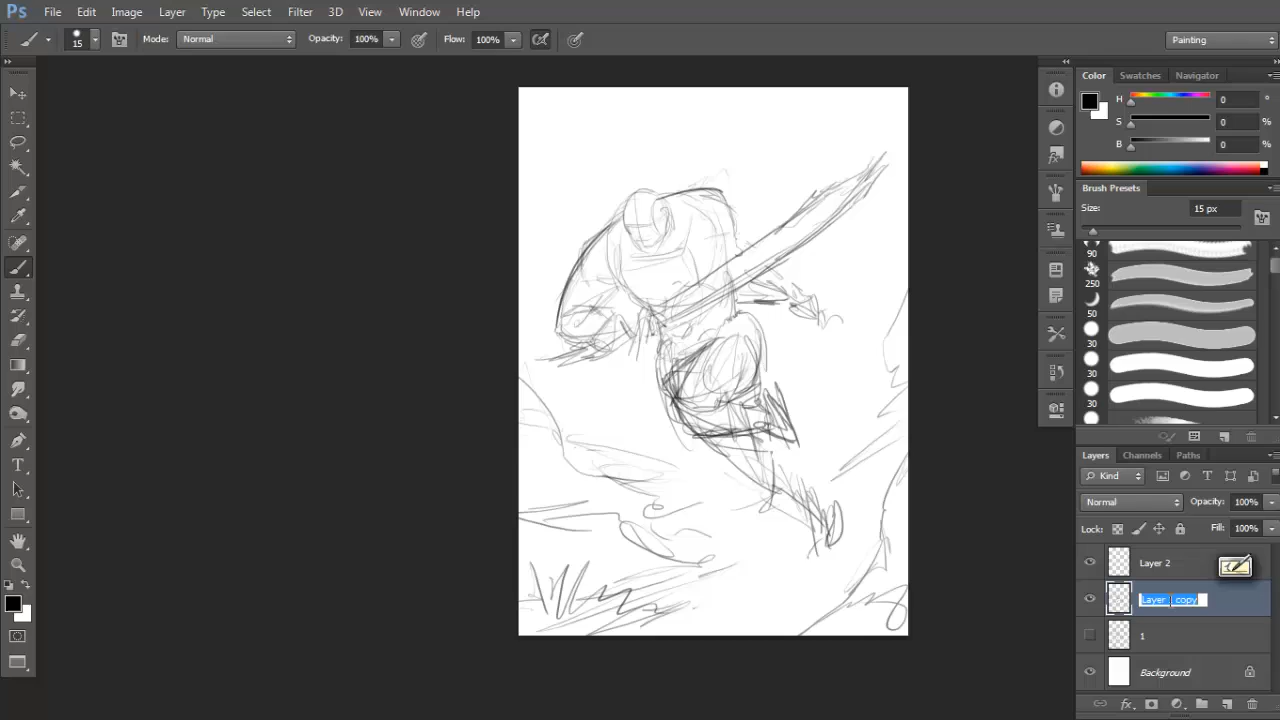 Ps File Edit Image Layer Type Select Filter 3D View Window Help
15 Mode: Normal Opacity: 100% Flow: 100% Painting
Color Swatches Navigator
H 0 °
S 0 %
B 0 %
Brush Presets
Size: 15 px
90
250
50
30
30
30
Layers Channels Paths
Kind T
Normal Opacity: 100%
Lock: Fill: 100%
Layer 2
Layer 1 copy
1
Background
fx